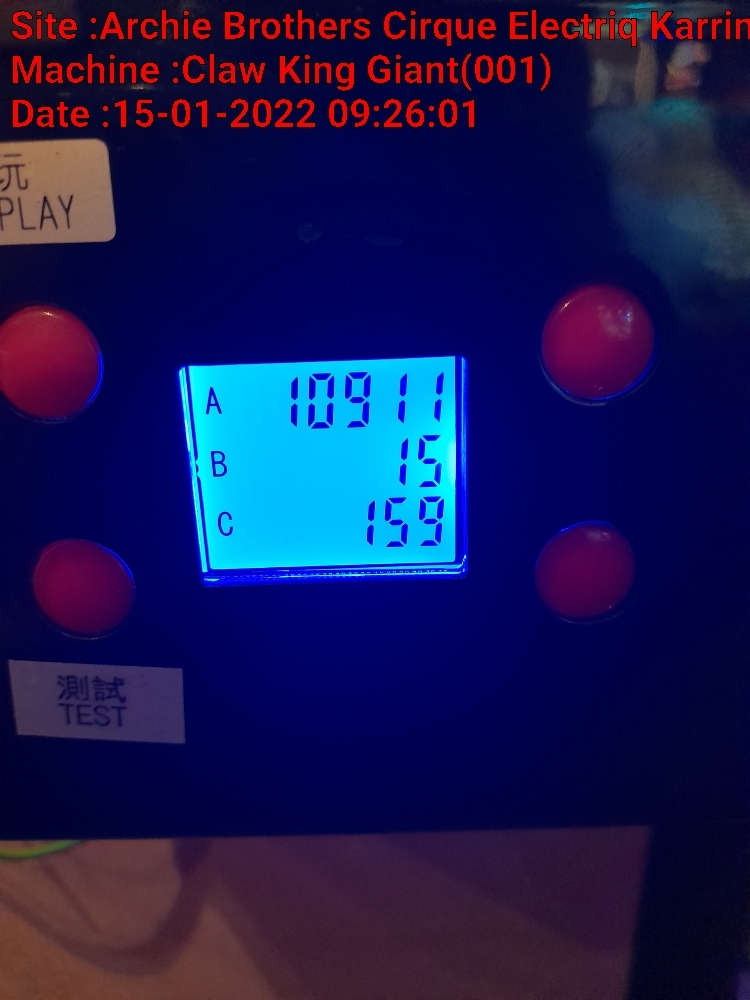 Site :Archie Brothers Cirque Electriq Karrin
Machine :Claw King Giant(001)
Date :15-01-2022 09:26:01
玩
PLAY
A 10911
B 15
C 159
測試
TEST